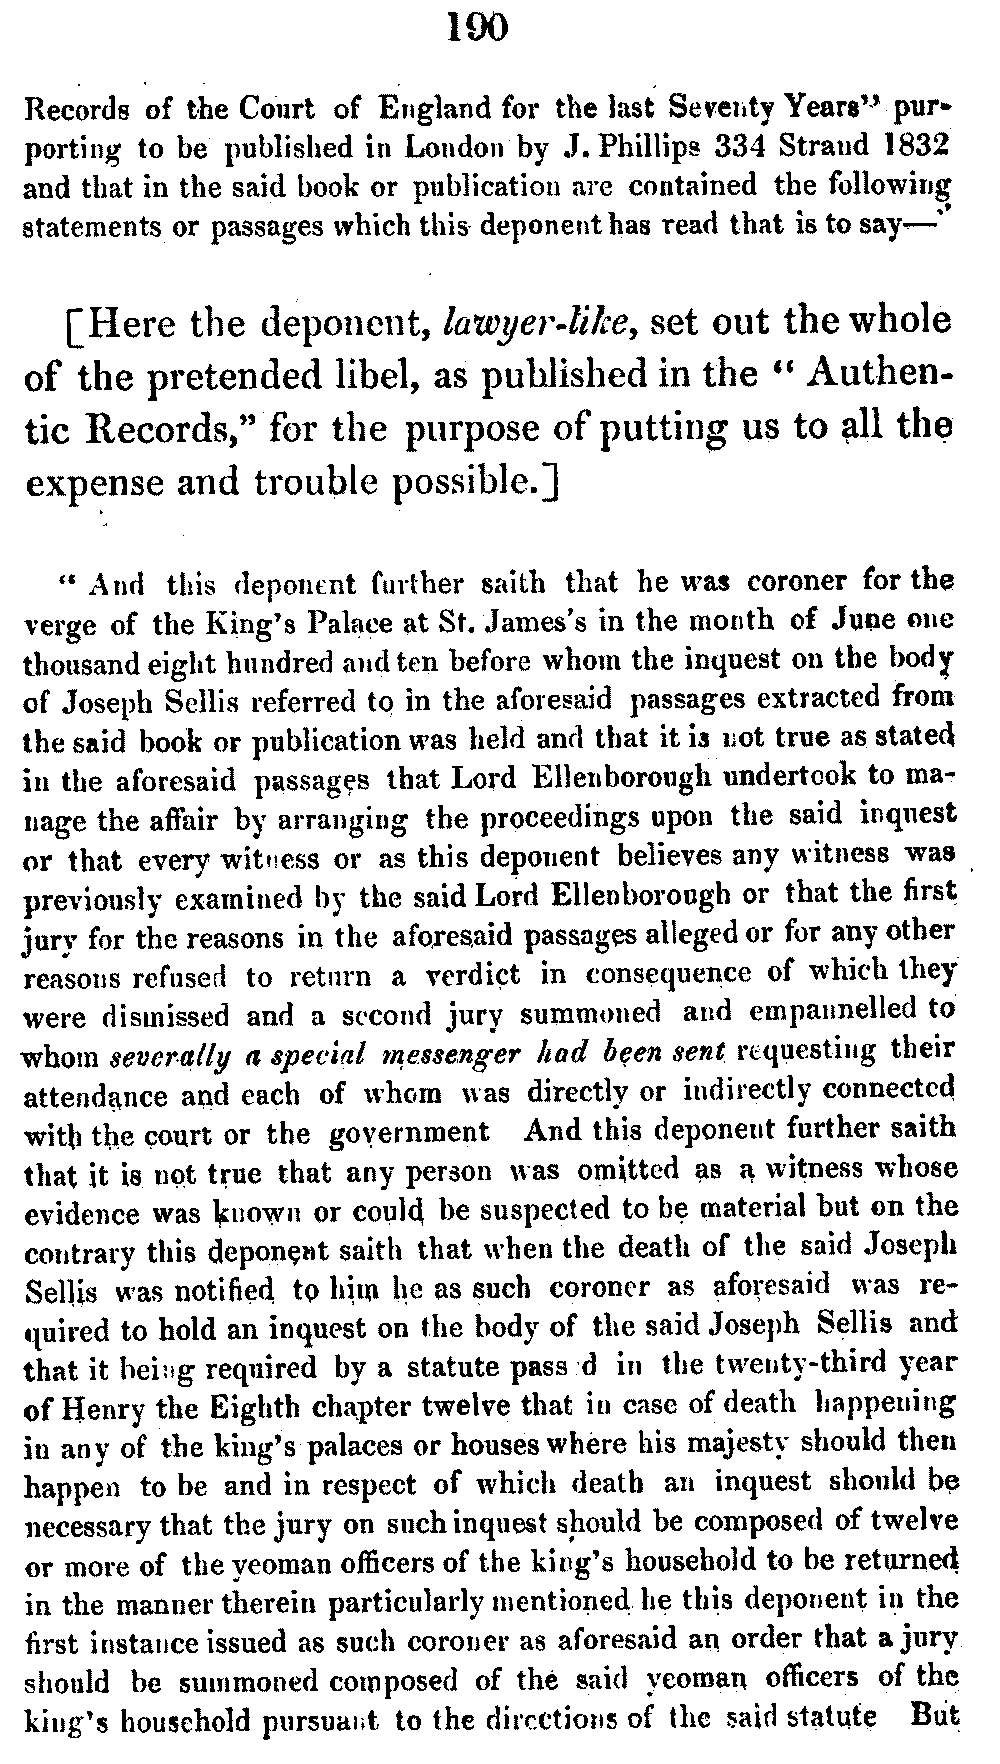 190
Records of the Court of England for the last Seventy Years” pur-
porting to be published in London by J. Phillips 334 Strand 1832
and that in the said book or publication are contained the following
statements or passages which this deponent has read that is to say—”
[Here the deponent, lawyer-like, set out the whole
of the pretended libel, as published in the “ Authen-
tic Records,” for the purpose of putting us to all the
expense and trouble possible.]
“ And this deponent further saith that he was coroner for the
verge of the King’s Palace at St. James’s in the month of June one
thousand eight hundred and ten before whom the inquest on the body
of Joseph Sellis referred to in the aforesaid passages extracted from
the said book or publication was held and that it is not true as stated
in the aforesaid passages that Lord Ellenborough undertook to ma-
nage the affair by arranging the proceedings upon the said inquest
or that every witness or as this deponent believes any witness was
previously examined by the said Lord Ellenborough or that the first
jury for the reasons in the aforesaid passages alleged or for any other
reasons refused to return a verdict in consequence of which they
were dismissed and a second jury summoned and empannelled to
whom severally a special messenger had been sent requesting their
attendance and each of whom was directly or indirectly connected
with the court or the government And this deponent further saith
that it is not true that any person was omitted as a witness whose
evidence was known or could be suspected to be material but on the
contrary this deponent saith that when the death of the said Joseph
Sellis was notified to him he as such coroner as aforesaid was re-
quired to hold an inquest on the body of the said Joseph Sellis and
that it being required by a statute pass d in the twenty-third year
of Henry the Eighth chapter twelve that in case of death happening
in any of the king’s palaces or houses where his majesty should then
happen to be and in respect of which death an inquest should be
necessary that the jury on such inquest should be composed of twelve
or more of the yeoman officers of the king’s household to be returned
in the manner therein particularly mentioned he this deponent in the
first instance issued as such coroner as aforesaid an order that a jury
should be summoned composed of the said yeoman officers of the
king’s household pursuant to the directions of the said statute But